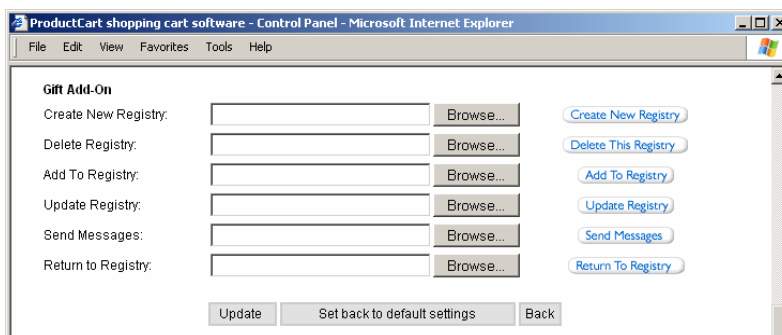 ProductCart shopping cart software - Control Panel - Microsoft Internet Explorer
File Edit View Favorites Tools Help
Gift Add-On
Create New Registry: Browse... Create New Registry
Delete Registry: Browse... Delete This Registry
Add To Registry: Browse... Add To Registry
Update Registry: Browse... Update Registry
Send Messages: Browse... Send Messages
Return to Registry: Browse... Return To Registry
Update Set back to default settings Back